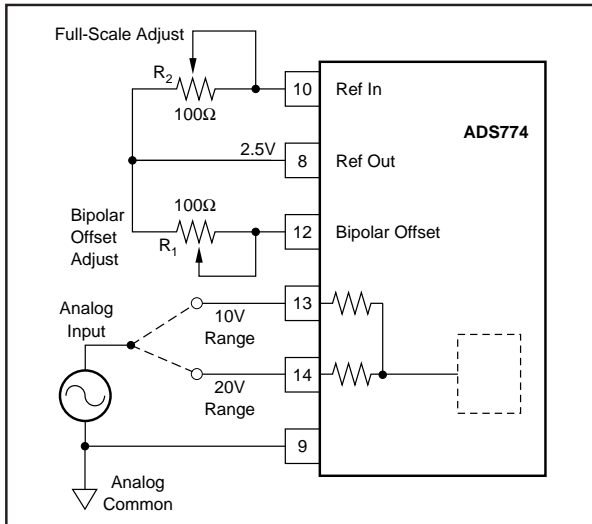 Full-Scale Adjust
R2
100Ω
10
Ref In
ADS774
2.5V
8
Ref Out
Bipolar
Offset
Adjust
100Ω
R1
12
Bipolar Offset
Analog
Input
10V
Range
13
20V
Range
14
9
Analog
Common